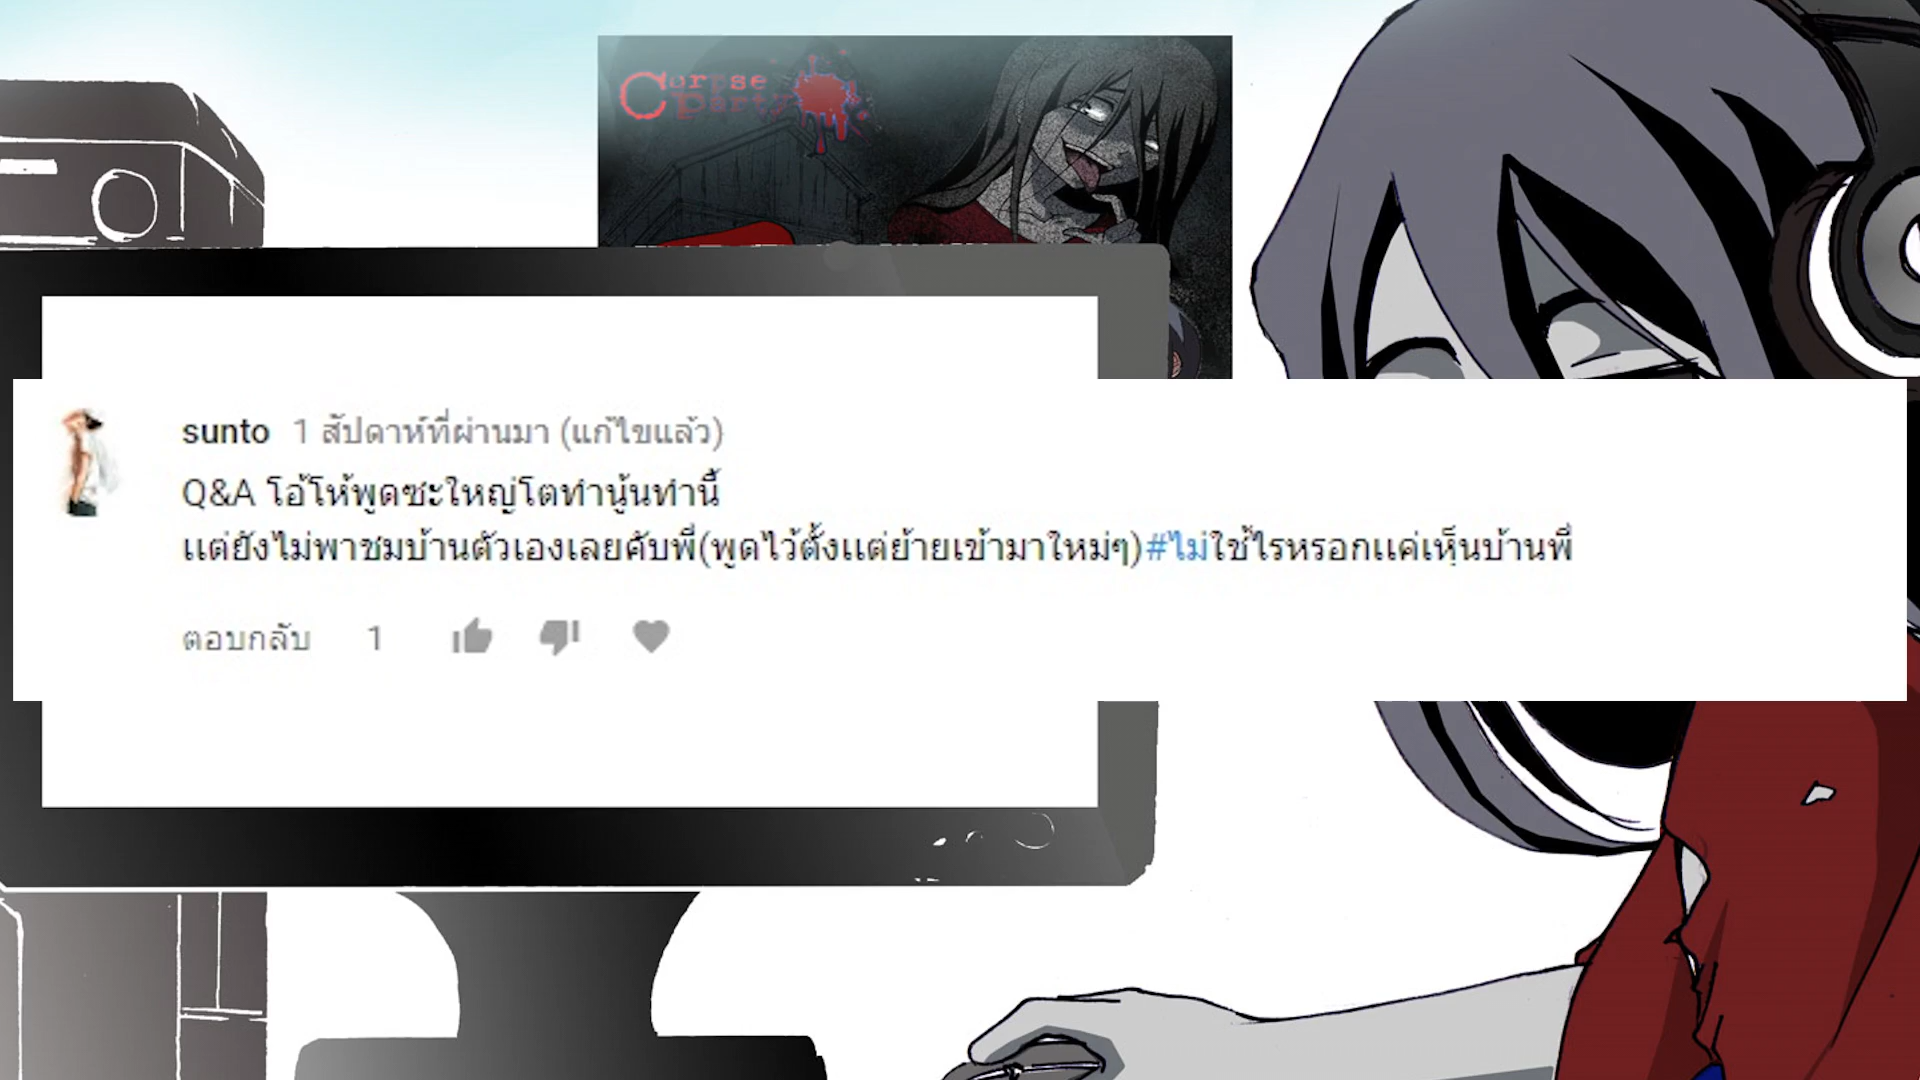 Corpse
Party
sunto 1 สัปดาห์ที่ผ่านมา (แก้ไขแล้ว)
Q&A โอ้โห้พูดซะใหญ่โตทำนู้นทำนี้
แต่ยังไม่พาชมบ้านตัวเองเลยคับพี่(พูดไว้ตั้งแต่ย้ายเข้ามาใหม่ๆ)#ไม่ใช้ไรหรอกแค่เห็นบ้านพี่
ตอบกลับ 1